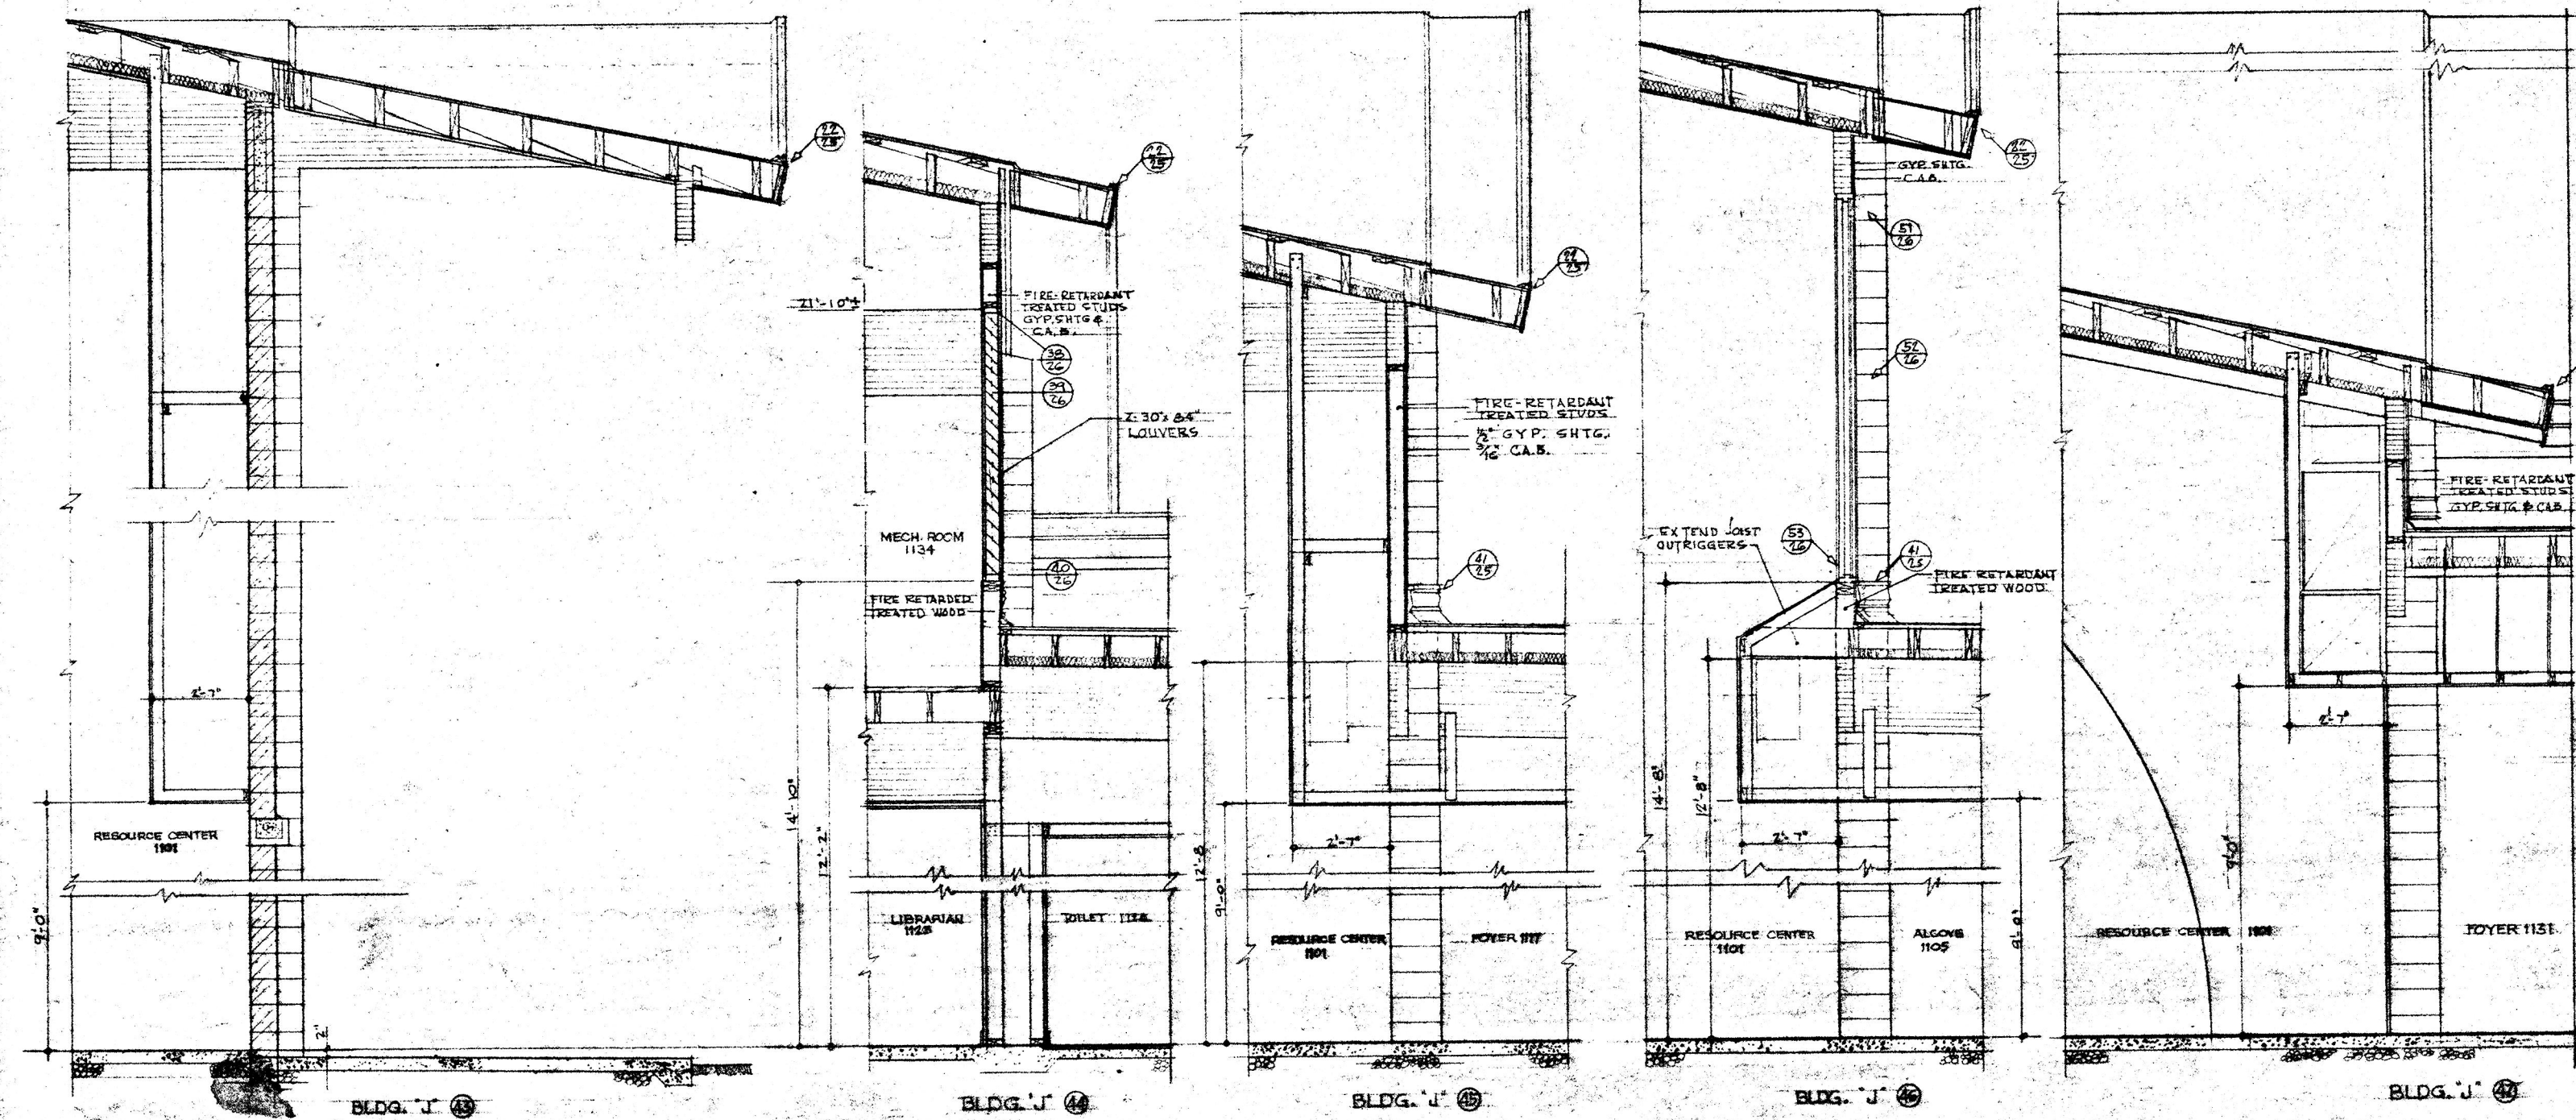 22
25
2'-7"
RESOURCE CENTER
1101
9'-0"
2"
BLDG. "J" 43
22
25
21'-10"±
FIRE-RETARDANT
TREATED STUDS
GYP. SHTG &
C.A.B.
38
26
39
26
2-30"x 84"
LOUVERS
MECH. ROOM
1134
40
26
FIRE RETARDED
TREATED WOOD
14'-10"
12'-2"
LIBRARIAN
1123
TOILET
BLDG. "J" 44
25
FIRE-RETARDANT
TREATED STUDS
1/2" GYP. SHTG.
3/16" C.A.B.
41
25
2'-7"
12'-8"
9'-0"
RESOURCE CENTER
1101
FOYER 1117
BLDG. "J" 45
25
GYP. SHTG.
C.A.B.
51
26
52
26
EXTEND JOIST
OUTRIGGERS
53
26
41
25
FIRE RETARDANT
TREATED WOOD
14'-8"
12'-8"
2'-7"
9'-0"
RESOURCE CENTER
1101
ALCOVE
1105
BLDG. "J" 46
FIRE-RETARDANT
TREATED STUDS
GYP. SHTG. & C.A.B.
2'-7"
9'-0"
RESOURCE CENTER 1101
FOYER 1131
BLDG. "J" 47